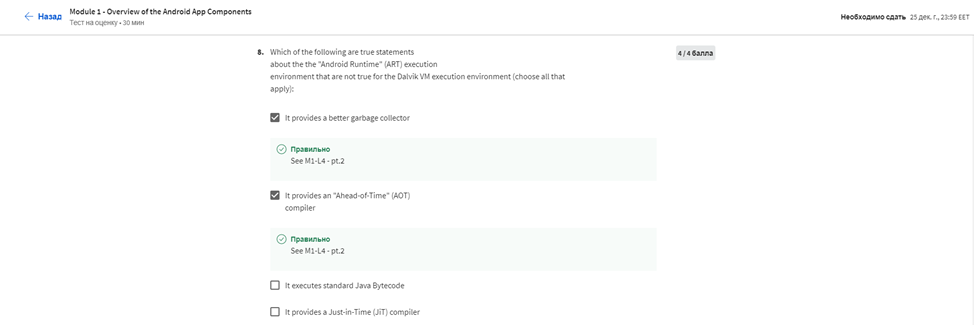 Назад
Module 1 - Overview of the Android App Components
Тест на оценку • 30 мин
Необходимо сдать 25 дек. г., 23:59 EET
8. Which of the following are true statements
about the the "Android Runtime" (ART) execution
environment that are not true for the Dalvik VM execution environment (choose all that
apply):
4 / 4 балла
It provides a better garbage collector
Правильно
See M1-L4 - pt.2
It provides an "Ahead-of-Time" (AOT)
compiler
Правильно
See M1-L4 - pt.2
It executes standard Java Bytecode
It provides a Just-in-Time (JiT) compiler